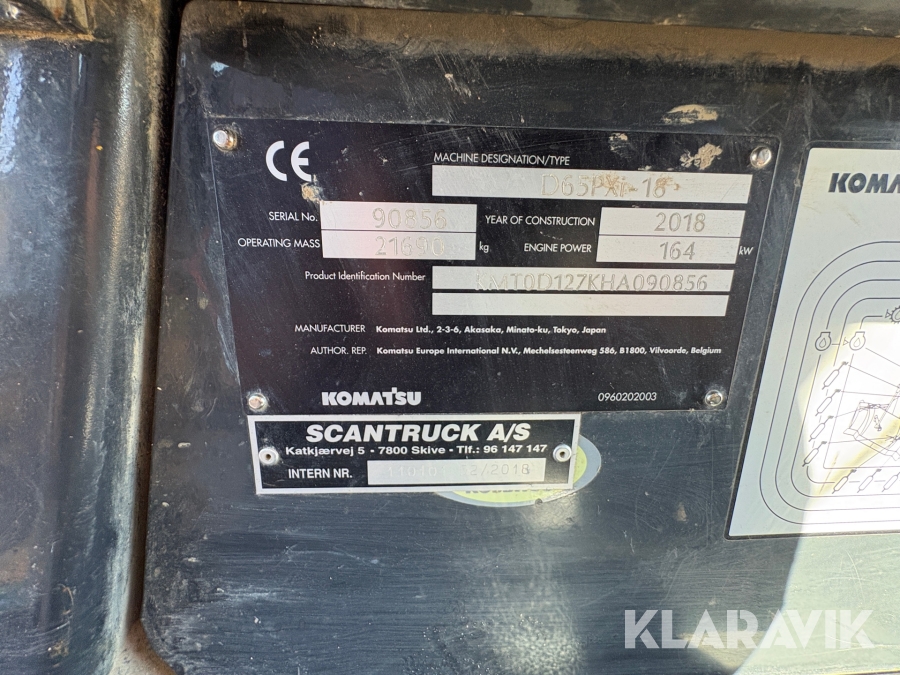 CE
MACHINE DESIGNATION/TYPE
D65PXi-18
SERIAL No. 90856 YEAR OF CONSTRUCTION 2018
OPERATING MASS 21690 kg ENGINE POWER 164 kW
Product Identification Number KMT0D127KHA090856
MANUFACTURER Komatsu Ltd., 2-3-6, Akasaka, Minato-ku, Tokyo, Japan
AUTHOR. REP. Komatsu Europe International N.V., Mechelsesteenweg 586, B1800, Vilvoorde, Belgium
KOMATSU 0960202003
SCANTRUCK A/S
Katkjærvej 5 - 7800 Skive - Tlf.: 96 147 147
INTERN NR. 2/2018
KOMA
KLARAVIK